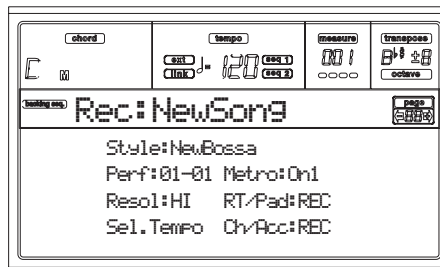 chord tempo measure transpose
C M ext link ♩= 120 seq 1 seq 2 001 B♭♮ ±8
octave
backing seq. Rec:NewSong page
Style:NewBossa
Perf:01-01 Metro:On1
Resol:HI RT/Pad:REC
Sel.Tempo Ch/Acc:REC